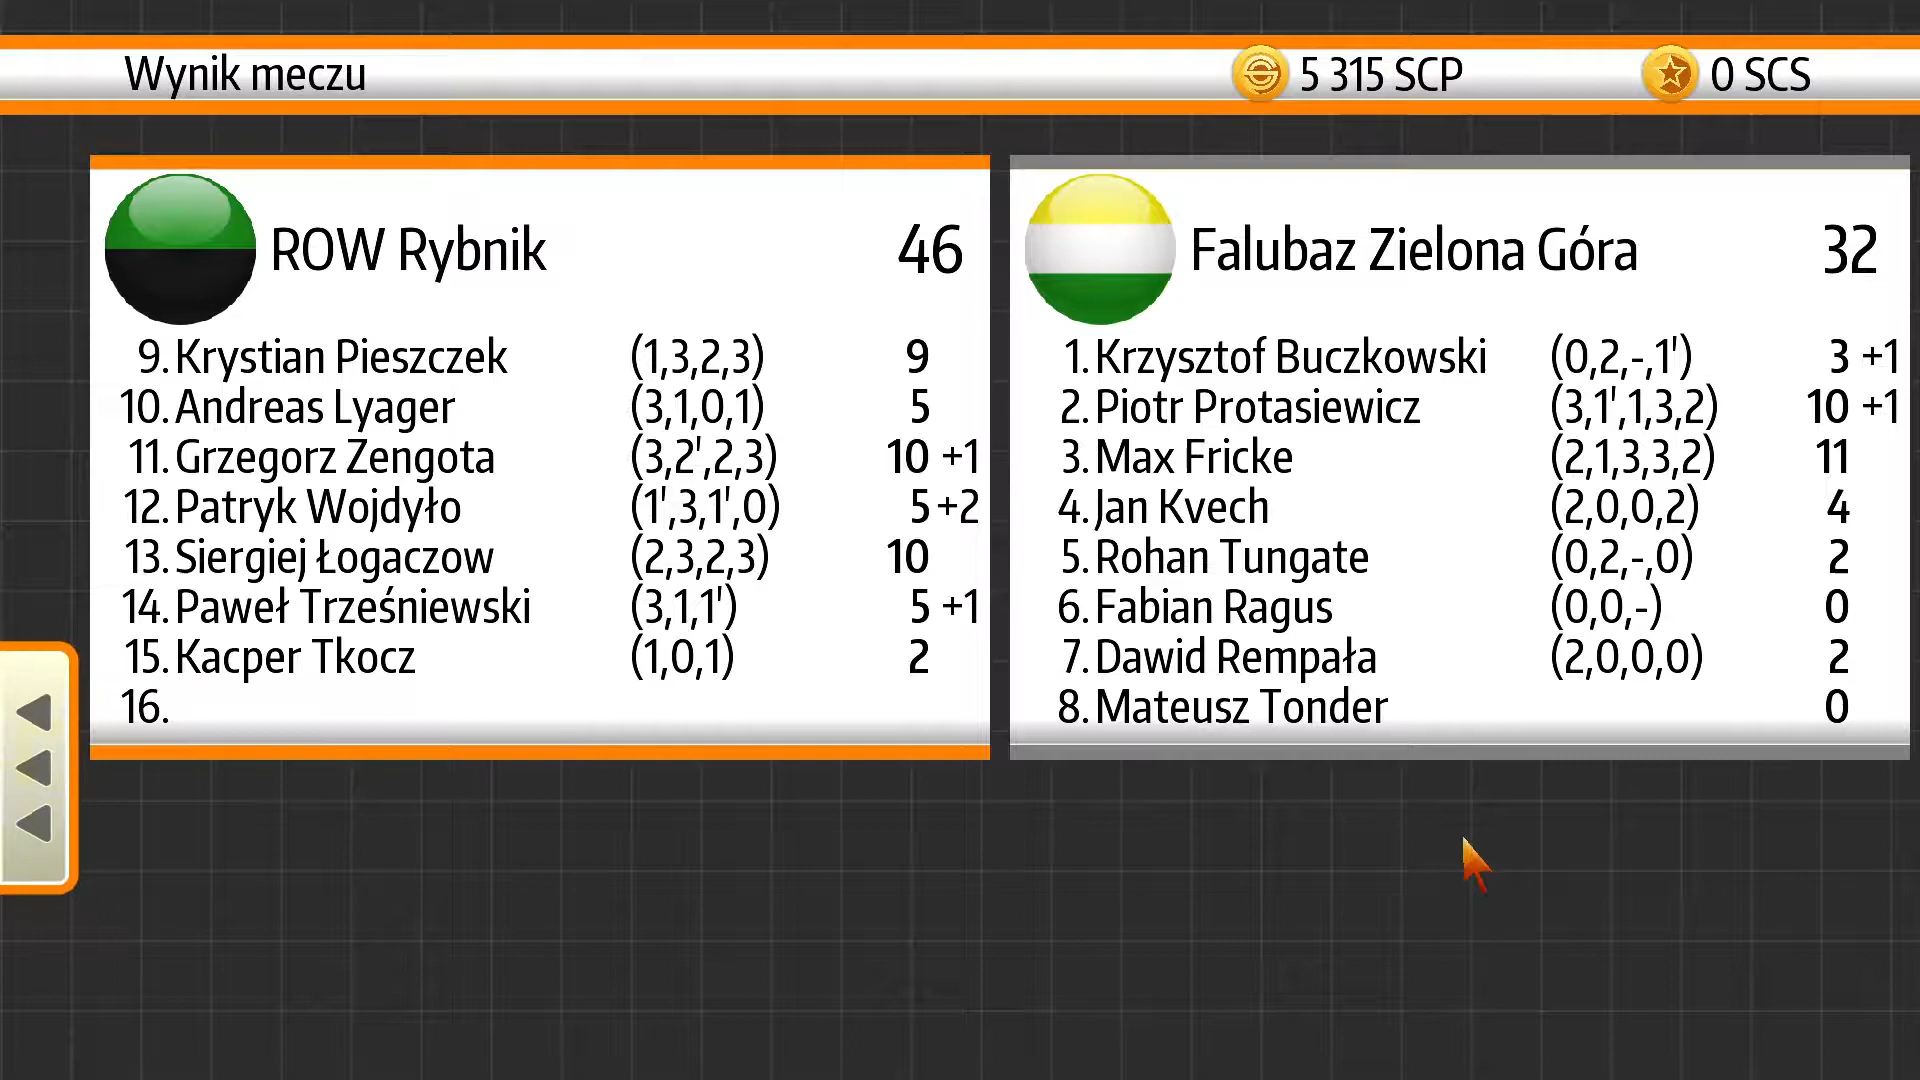 Wynik meczu 5 315 SCP 0 SCS
ROW Rybnik 46
9. Krystian Pieszczek (1,3,2,3) 9
10. Andreas Lyager (3,1,0,1) 5
11. Grzegorz Zengota (3,2',2,3) 10 +1
12. Patryk Wojdyło (1',3,1',0) 5 +2
13. Siergiej Łogaczow (2,3,2,3) 10
14. Paweł Trześniewski (3,1,1') 5 +1
15. Kacper Tkocz (1,0,1) 2
16.
Falubaz Zielona Góra 32
1. Krzysztof Buczkowski (0,2,-,1') 3 +1
2. Piotr Protasiewicz (3,1',1,3,2) 10 +1
3. Max Fricke (2,1,3,3,2) 11
4. Jan Kvech (2,0,0,2) 4
5. Rohan Tungate (0,2,-,0) 2
6. Fabian Ragus (0,0,-) 0
7. Dawid Rempała (2,0,0,0) 2
8. Mateusz Tonder 0